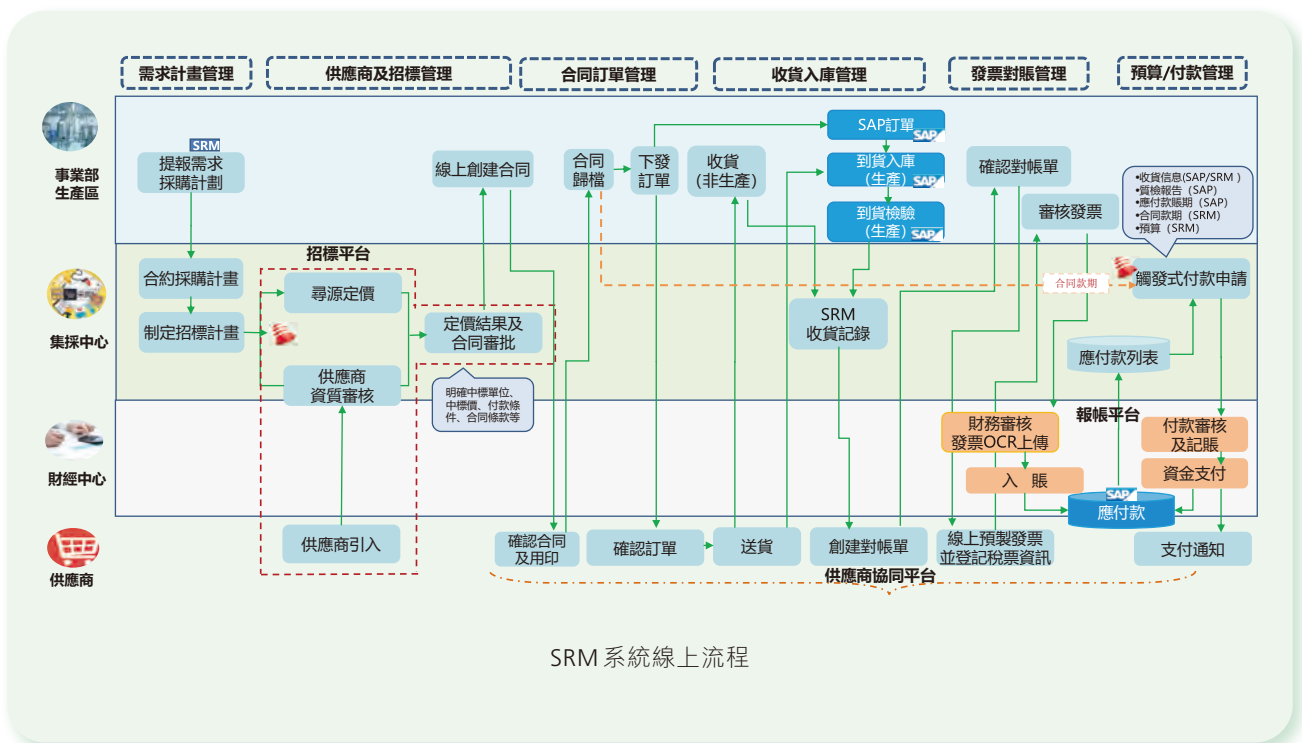 需求計畫管理
供應商及招標管理
合同訂單管理
收貨入庫管理
發票對賬管理
預算/付款管理
事業部
生產區
SRM
提報需求
採購計劃
線上創建合同
合同
歸檔
下發
訂單
收貨
(非生產)
SAP訂單
SAP
到貨入庫
(生產)
SAP
到貨檢驗
(生產)
SAP
確認對帳單
審核發票
•收貨信息(SAP/SRM )
•質檢報告 (SAP)
•應付款賬期 (SAP)
•合同款期 (SRM)
•預算 (SRM)
集採中心
招標平台
合約採購計畫
制定招標計畫
尋源定價
供應商
資質審核
定價結果及
合同審批
明確中標單位、
中標價、付款條
件、合同條款等
SRM
收貨記錄
合同款期
觸發式付款申請
應付款列表
財經中心
報帳平台
財務審核
發票OCR上傳
入 賬
付款審核
及記賬
資金支付
SAP
應付款
供應商
供應商引入
確認合同
及用印
確認訂單
送貨
創建對帳單
線上預製發票
並登記稅票資訊
支付通知
供應商協同平台
SRM系統線上流程